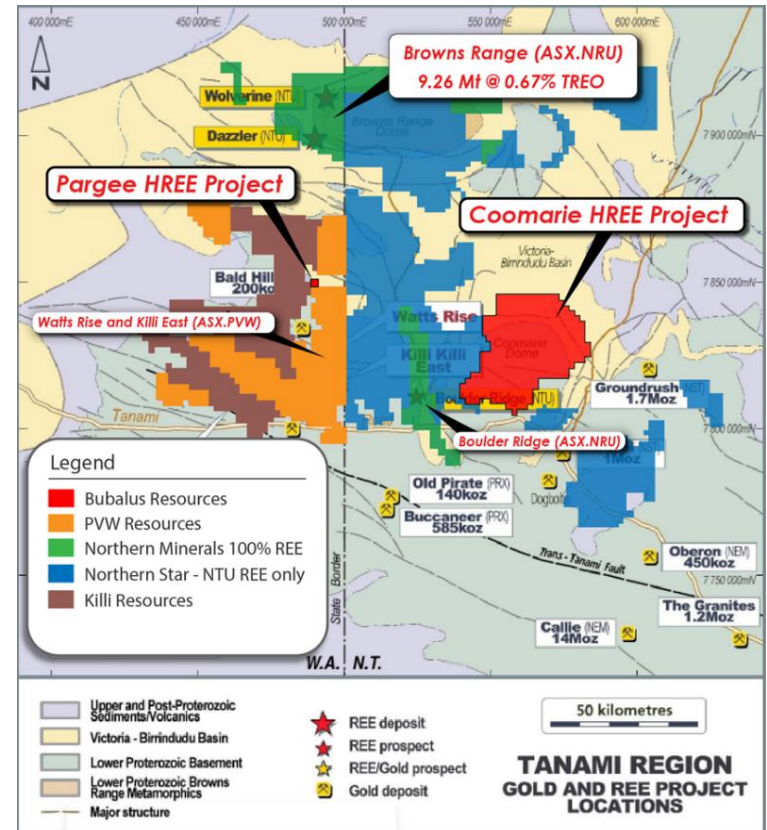 400 000mE
450 000mE
500 000mE
550 000mE
600 000mE
N
Browns Range (ASX.NRU)
9.26 Mt @ 0.67% TREO
Wolverine (NTU)
Dazzler (NTU)
Browns Range
Dome
7 900 000mN
Pargee HREE Project
Coomarie HREE Project
Victoria-
Birrindudu Basin
Bald Hill
200ko
7 850 000mN
Watts Rise and Killi East (ASX.PVW)
Watts Rise
Killi Killi
East
Coomarie
Dome
Groundrush (NST)
1.7Moz
Boulder Ridge (NTU)
Tanami
7 800 000mN
Boulder Ridge (ASX.NRU)
(NST)
1Moz
Legend
Bubalus Resources
PVW Resources
Northern Minerals 100% REE
Northern Star - NTU REE only
Killi Resources
Old Pirate (PRX)
140koz
Buccaneer (PRX)
585koz
Trans - Tanami Fault
Oberon (NEM)
450koz
7 750 000mN
The Granites
1.2Moz
Callie (NEM)
14Moz
State Border
W.A.
N.T.
Upper and Post-Proterozoic
Sediments/Volcanics
Victoria - Birrindudu Basin
Lower Proterozoic Basement
Lower Proterozoic Browns
Range Metamorphics
Major structure
REE deposit
REE prospect
REE/Gold prospect
Gold deposit
50 kilometres
TANAMI REGION
GOLD AND REE PROJECT
LOCATIONS